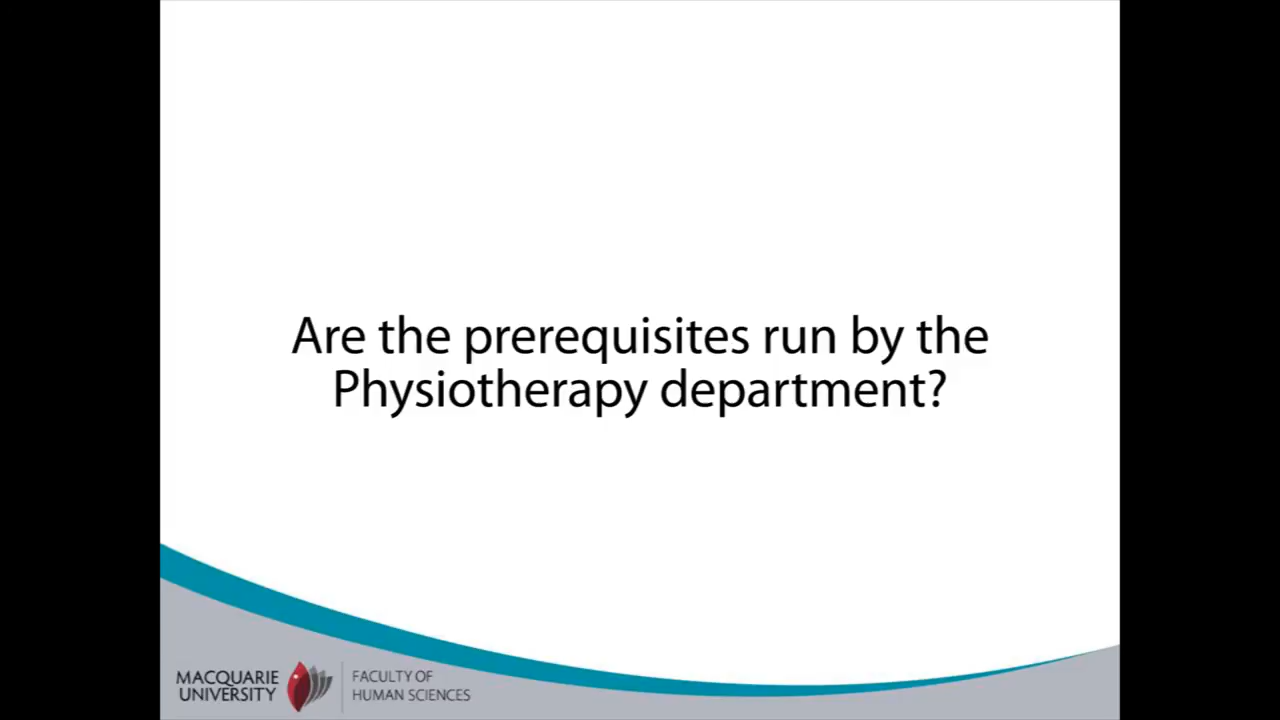 Are the prerequisites run by the
Physiotherapy department?
MACQUARIE
UNIVERSITY
FACULTY OF
HUMAN SCIENCES